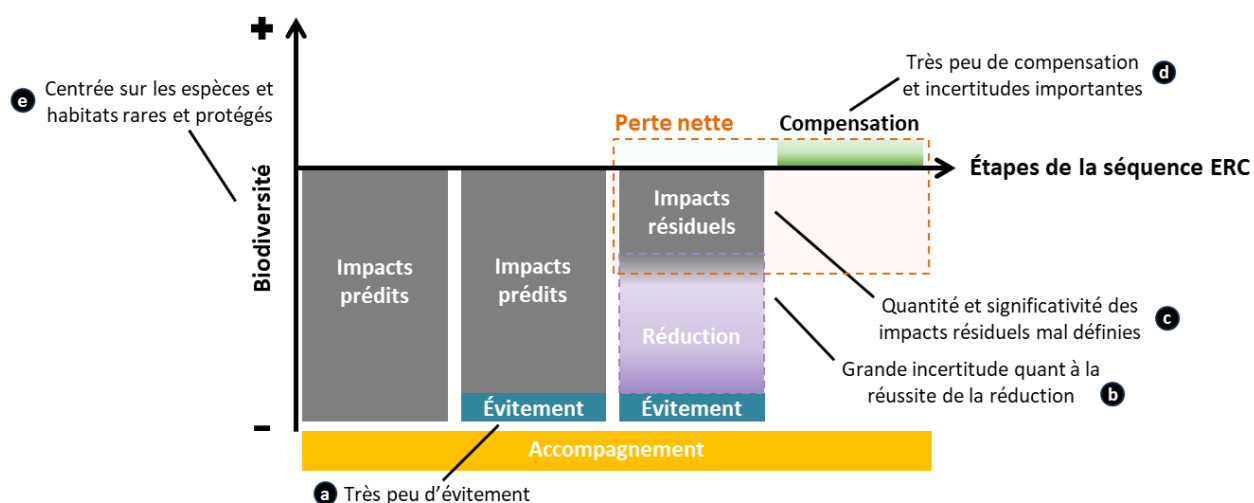 +
Très peu de compensation
et incertitudes importantes
d
e
Centrée sur les espèces et
habitats rares et protégés
Perte nette
Compensation
Étapes de la séquence ERC
Biodiversité
Impacts
prédits
Impacts
prédits
Impacts
résiduels
Réduction
Quantité et significativité des
impacts résiduels mal définies
c
Grande incertitude quant à la
réussite de la réduction
b
Évitement
Évitement
-
Accompagnement
a
Très peu d'évitement